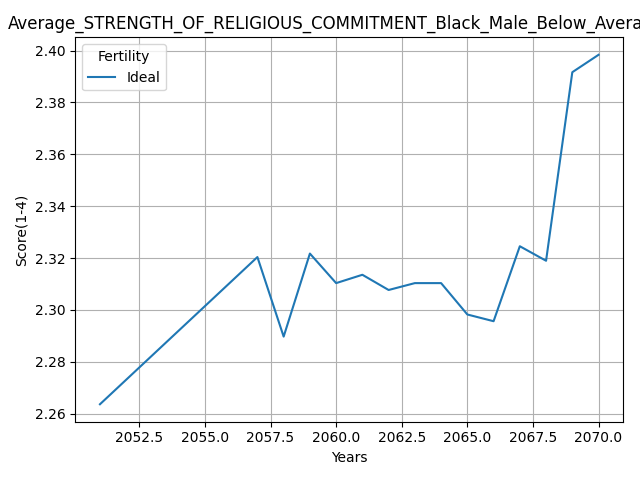 Average_STRENGTH_OF_RELIGIOUS_COMMITMENT_Black_Male_Below_Avera
Fertility
Ideal
2.40
2.38
2.36
2.34
2.32
2.30
2.28
2.26
Score(1-4)
2052.5 2055.0 2057.5 2060.0 2062.5 2065.0 2067.5 2070.0
Years